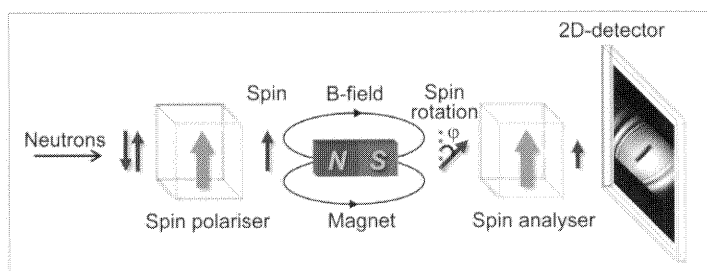 2D-detector
Spin
B-field
Spin
rotation
φ
Neutrons
N S
Spin polariser
Magnet
Spin analyser